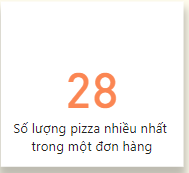 28
Số lượng pizza nhiều nhất
trong một đơn hàng